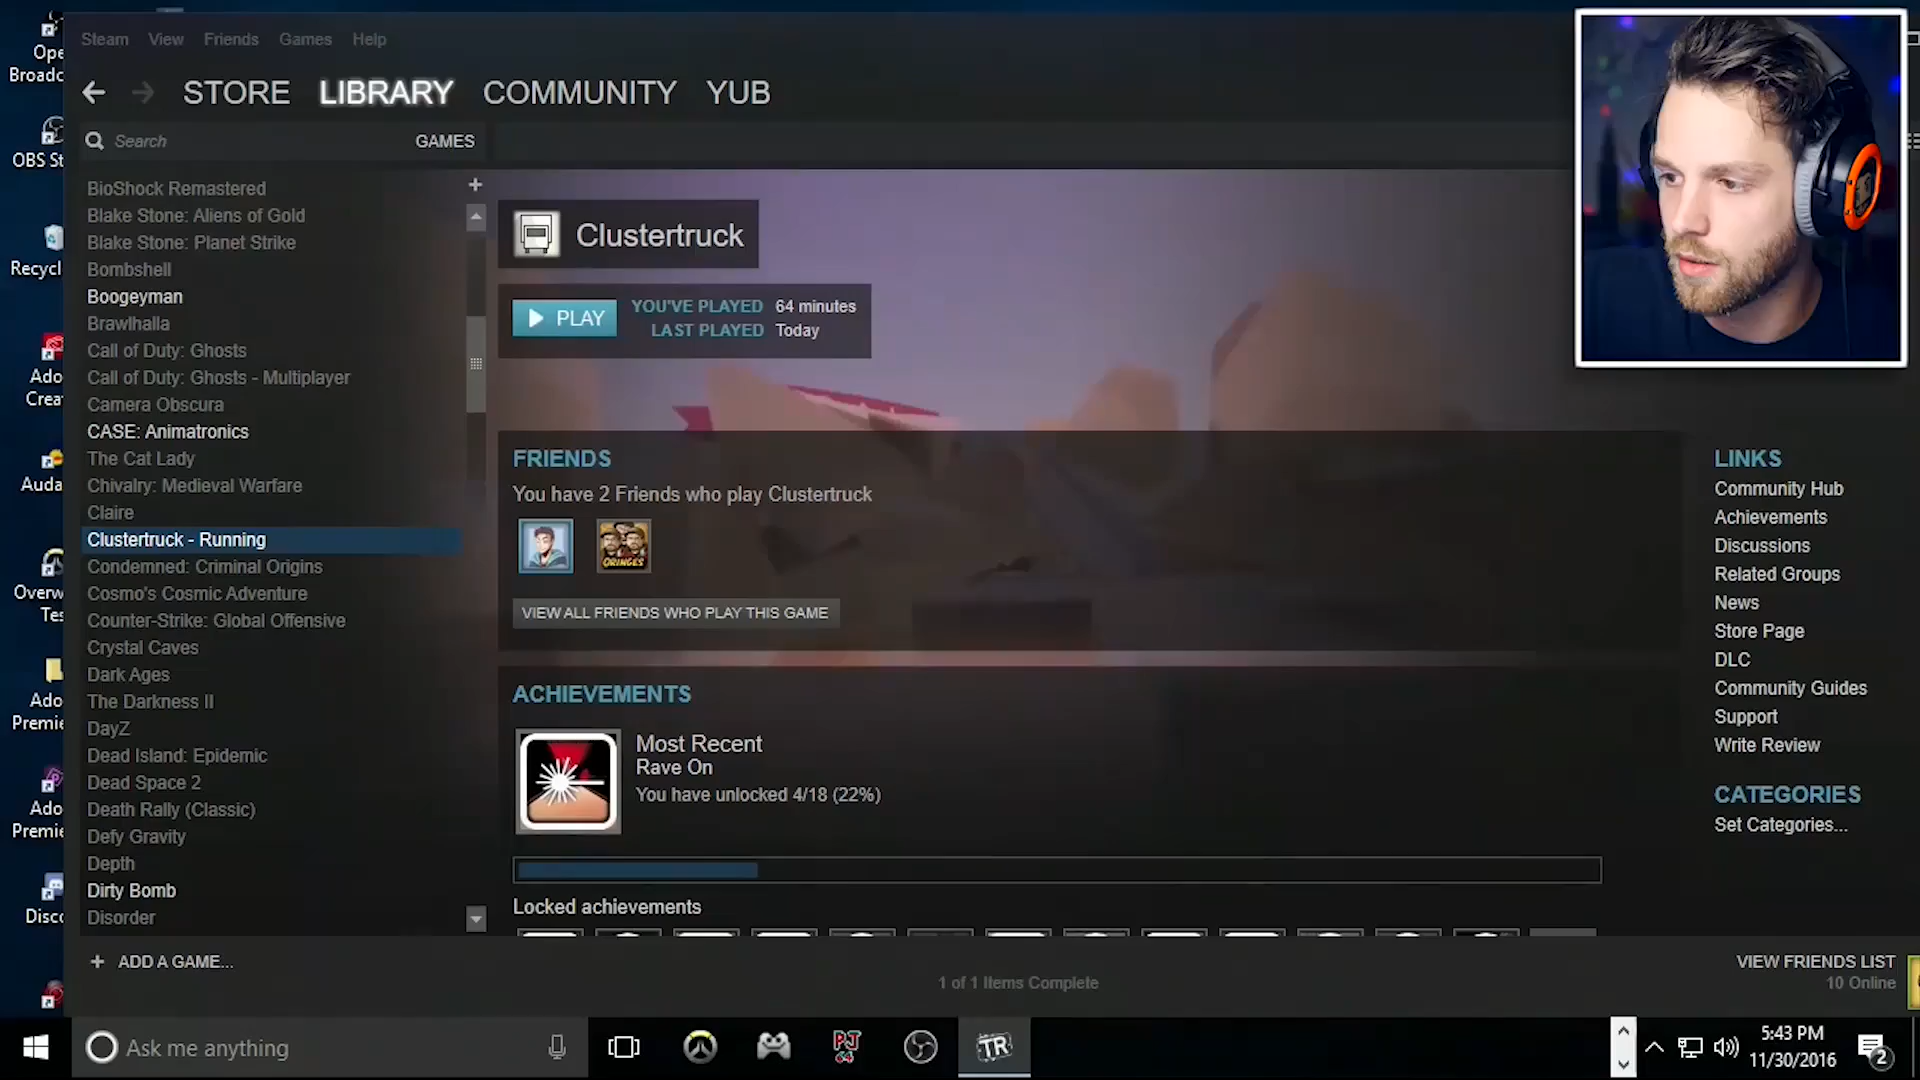 Steam View Friends Games Help
STORE LIBRARY COMMUNITY YUB
Search GAMES
BioShock Remastered
Blake Stone: Aliens of Gold
Blake Stone: Planet Strike
Bombshell
Boogeyman
Brawlhalla
Call of Duty: Ghosts
Call of Duty: Ghosts - Multiplayer
Camera Obscura
CASE: Animatronics
The Cat Lady
Chivalry: Medieval Warfare
Claire
Clustertruck - Running
Condemned: Criminal Origins
Cosmo's Cosmic Adventure
Counter-Strike: Global Offensive
Crystal Caves
Dark Ages
The Darkness II
DayZ
Dead Island: Epidemic
Dead Space 2
Death Rally (Classic)
Defy Gravity
Depth
Dirty Bomb
Disorder
+ ADD A GAME...
Clustertruck
PLAY
YOU'VE PLAYED 64 minutes
LAST PLAYED Today
FRIENDS
You have 2 Friends who play Clustertruck
ORINGES
VIEW ALL FRIENDS WHO PLAY THIS GAME
ACHIEVEMENTS
Most Recent
Rave On
You have unlocked 4/18 (22%)
Locked achievements
LINKS
Community Hub
Achievements
Discussions
Related Groups
News
Store Page
DLC
Community Guides
Support
Write Review
CATEGORIES
Set Categories...
1 of 1 Items Complete
VIEW FRIENDS LIST
10 Online
Ope
Broadc
OBS St
Recycl
Ado
Crea
Auda
Overw
Tes
Ado
Premie
Ado
Premie
Disco
Ask me anything
PJ
64
TR
5:43 PM
11/30/2016
2